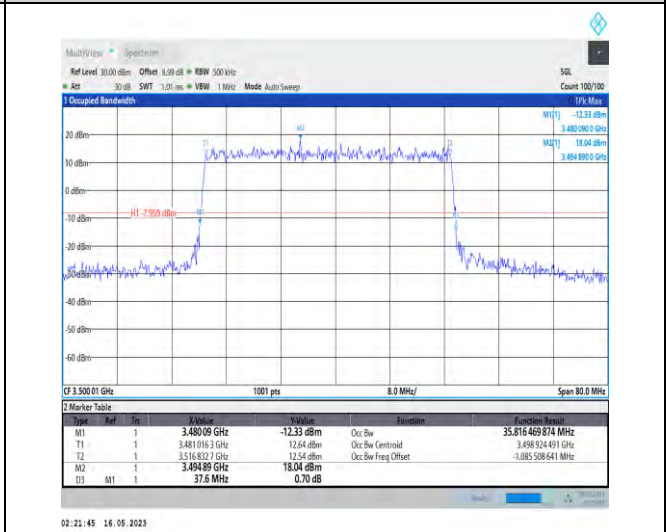 MultiView Spectrum
Ref Level 30.00 dBm Offset 8.99 dB RBW 500 kHz SGL
Att 30 dB SWT 1.01 ms VBW 1 MHz Mode Auto Sweep Count 100/100
1 Occupied Bandwidth 1Pk Max
M1[1] -12.33 dBm
3.480 090 0 GHz
M2[1] 18.04 dBm
3.494 890 0 GHz
M2
20 dBm
T1
10 dBm
0 dBm
H1 -7.959 dBm
-10 dBm
-20 dBm
-30 dBm
-40 dBm
-50 dBm
-60 dBm
CF 3.500 01 GHz 1001 pts 8.0 MHz/ Span 80.0 MHz
2 Marker Table
Type Ref Trc X-Value Y-Value Function Function Result
M1 1 3.480 09 GHz -12.33 dBm Occ Bw 35.816 469 874 MHz
T1 1 3.481 016 3 GHz 12.64 dBm Occ Bw Centroid 3.498 924 491 GHz
T2 1 3.516 832 7 GHz 12.54 dBm Occ Bw Freq Offset -1.085 508 641 MHz
M2 1 3.494 89 GHz 18.04 dBm
D3 M1 1 37.6 MHz 0.70 dB
02:21:45 16.05.2023